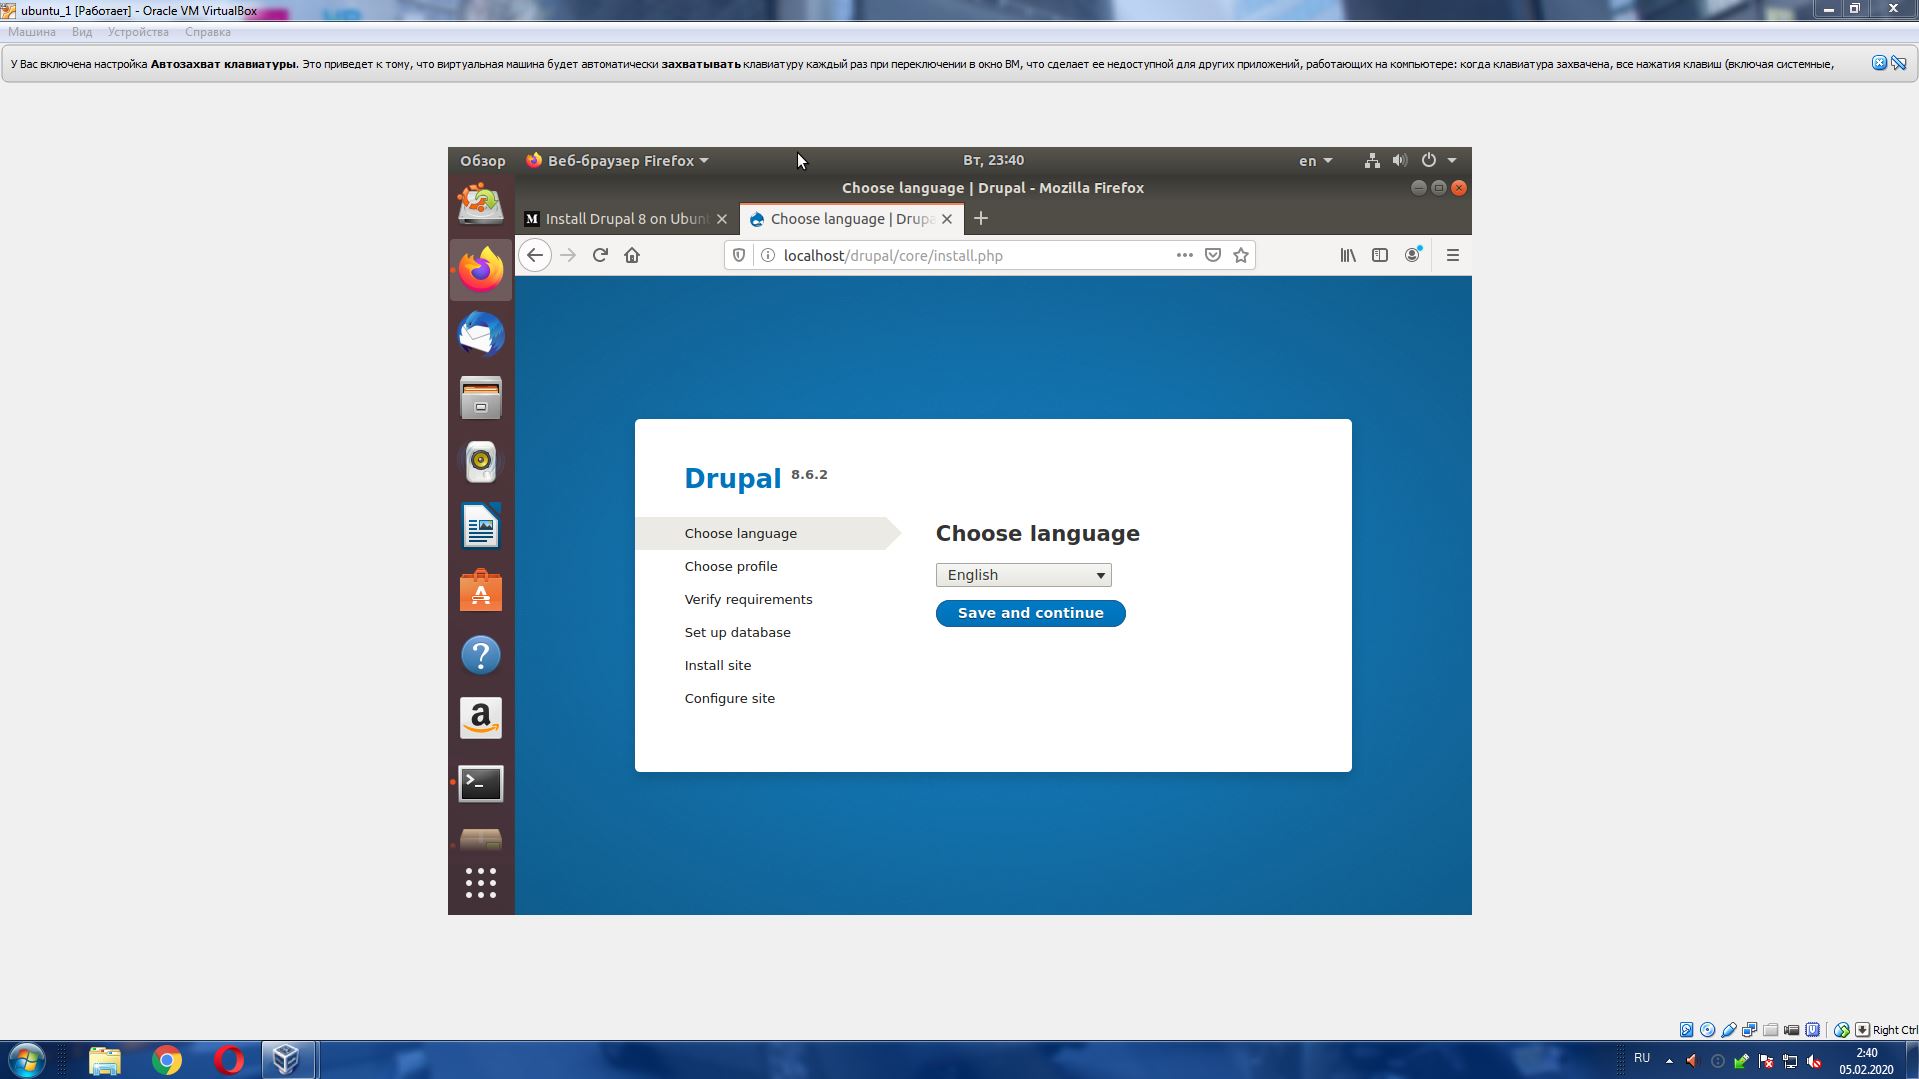 ubuntu_1 [Работает] - Oracle VM VirtualBox
Машина Вид Устройства Справка
У Вас включена настройка Автозахват клавиатуры. Это приведет к тому, что виртуальная машина будет автоматически захватывать клавиатуру каждый раз при переключении в окно ВМ, что сделает ее недоступной для других приложений, работающих на компьютере: когда клавиатура захвачена, все нажатия клавиш (включая системные,
Обзор Веб-браузер Firefox Вт, 23:40 en
Choose language | Drupal - Mozilla Firefox
M Install Drupal 8 on Ubunt Choose language | Drupa
localhost/drupal/core/install.php
Drupal 8.6.2
Choose language
Choose profile
Verify requirements
Set up database
Install site
Configure site
Choose language
English
Save and continue
Right Ctrl
RU
2:40
05.02.2020